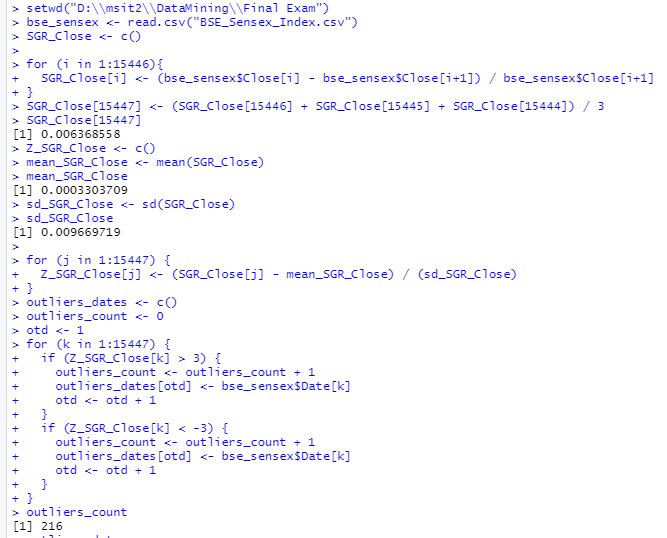 > setwd("D:\\msit2\\DataMining\\Final Exam")
> bse_sensex <- read.csv("BSE_Sensex_Index.csv")
> SGR_Close <- c()
>
> for (i in 1:15446){
+   SGR_Close[i] <- (bse_sensex$Close[i] - bse_sensex$Close[i+1]) / bse_sensex$Close[i+1]
+ }
> SGR_Close[15447] <- (SGR_Close[15446] + SGR_Close[15445] + SGR_Close[15444]) / 3
> SGR_Close[15447]
[1] 0.006368558
> Z_SGR_Close <- c()
> mean_SGR_Close <- mean(SGR_Close)
> mean_SGR_Close
[1] 0.0003303709
> sd_SGR_Close <- sd(SGR_Close)
> sd_SGR_Close
[1] 0.009669719
>
> for (j in 1:15447) {
+   Z_SGR_Close[j] <- (SGR_Close[j] - mean_SGR_Close) / (sd_SGR_Close)
+ }
> outliers_dates <- c()
> outliers_count <- 0
> otd <- 1
> for (k in 1:15447) {
+   if (Z_SGR_Close[k] > 3) {
+     outliers_count <- outliers_count + 1
+     outliers_dates[otd] <- bse_sensex$Date[k]
+     otd <- otd + 1
+   }
+   if (Z_SGR_Close[k] < -3) {
+     outliers_count <- outliers_count + 1
+     outliers_dates[otd] <- bse_sensex$Date[k]
+     otd <- otd + 1
+   }
+ }
> outliers_count
[1] 216